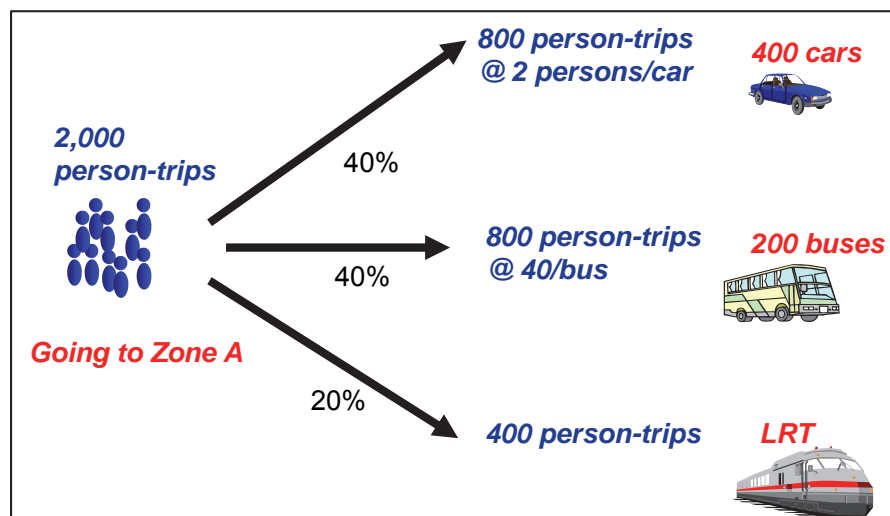 800 person-trips
@ 2 persons/car
400 cars
2,000
person-trips
40%
800 person-trips
@ 40/bus
200 buses
40%
Going to Zone A
20%
400 person-trips
LRT